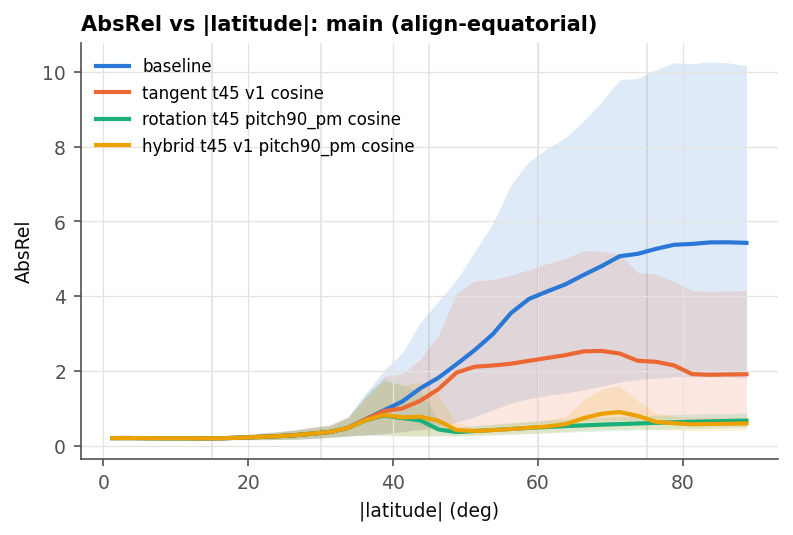 AbsRel vs |latitude|: main (align-equatorial)
baseline
tangent t45 v1 cosine
rotation t45 pitch90_pm cosine
hybrid t45 v1 pitch90_pm cosine
AbsRel
10
8
6
4
2
0
0 20 40 60 80
|latitude| (deg)